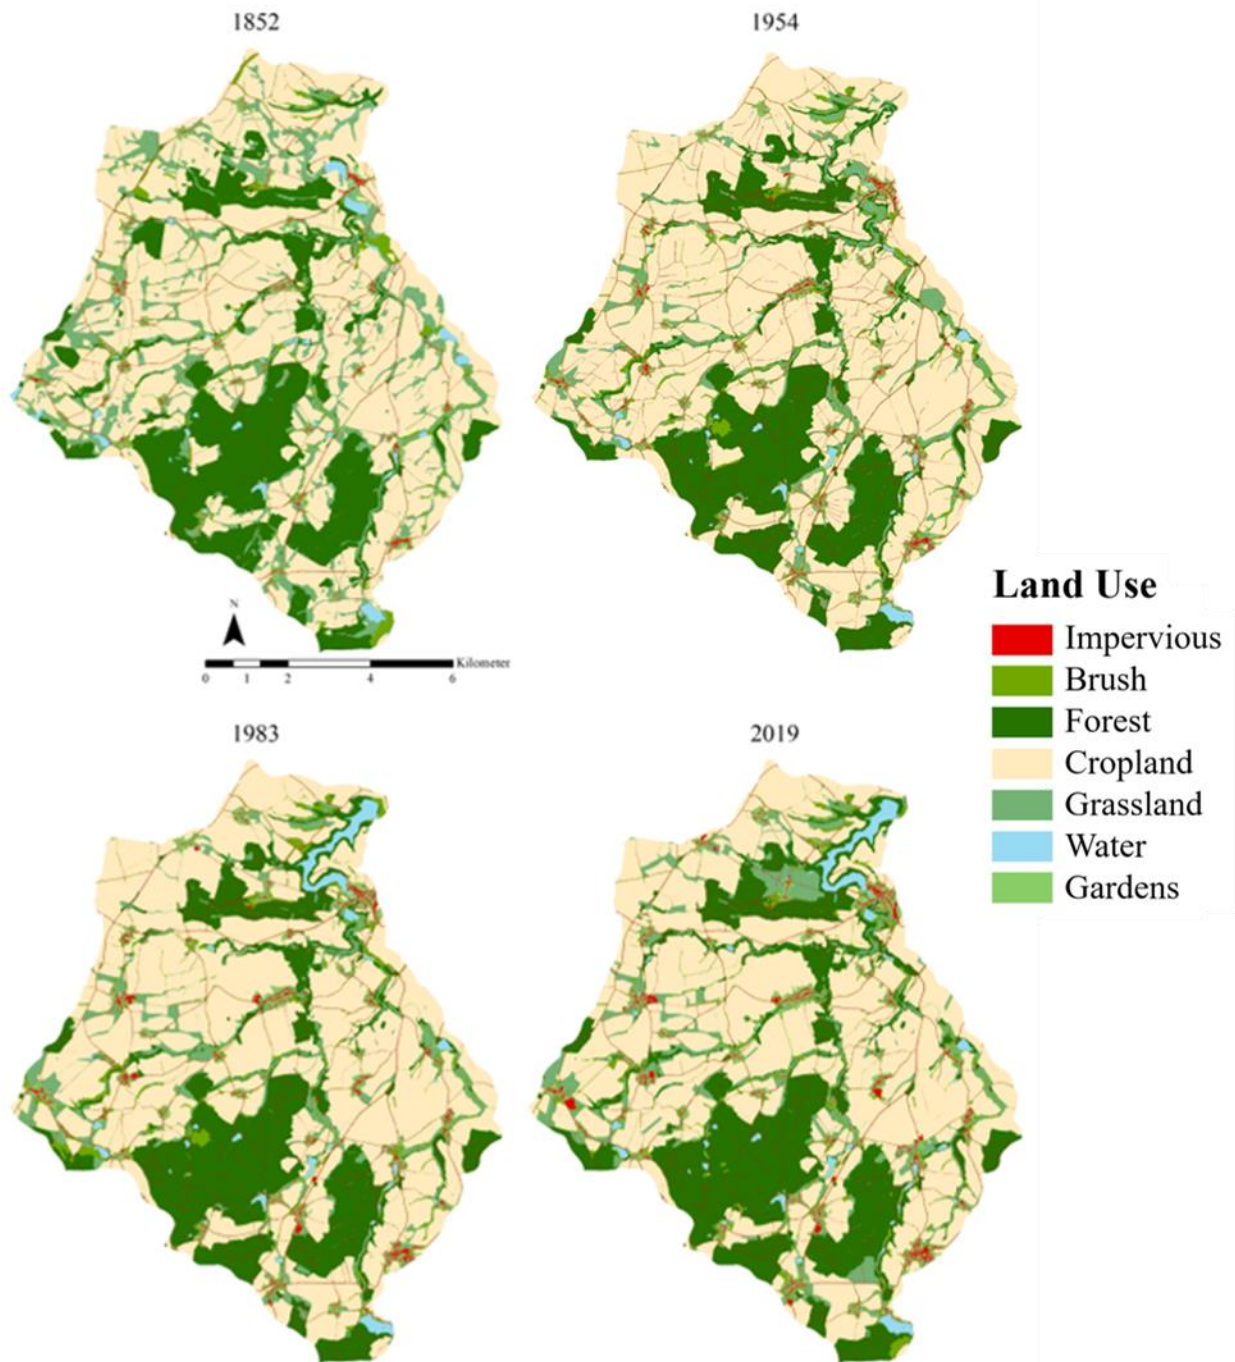 1852
1954
N
Kilometer
0 1 2 4 6
Land Use
Impervious
Brush
Forest
Cropland
Grassland
Water
Gardens
1983
2019